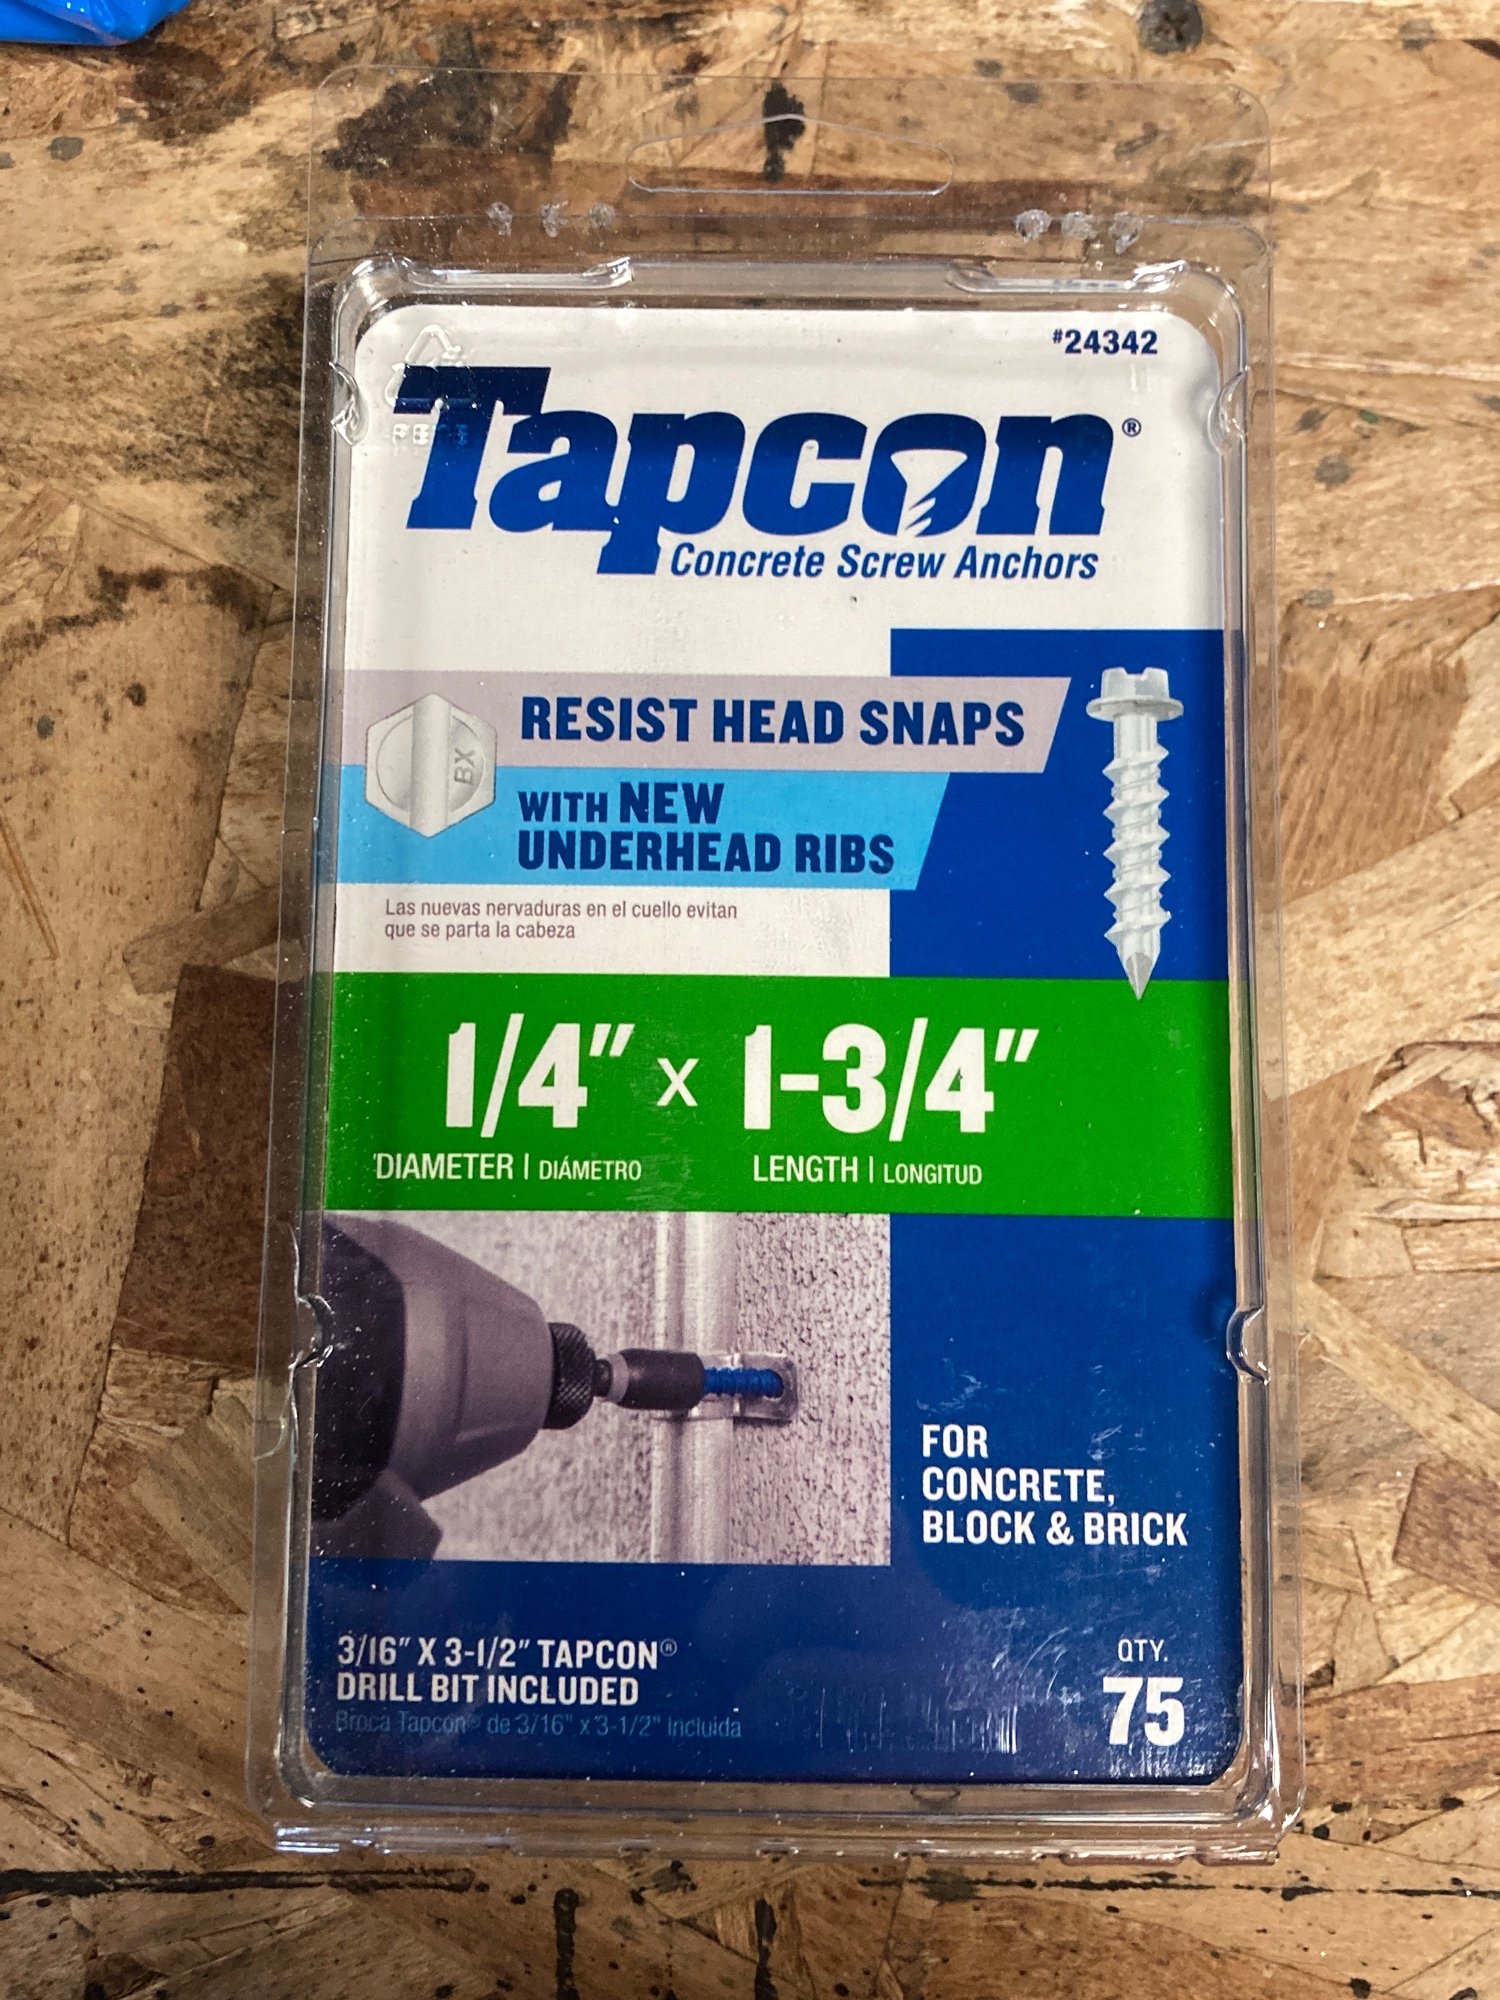 #24342
Tapcon®
Concrete Screw Anchors
RESIST HEAD SNAPS
BX
WITH NEW
UNDERHEAD RIBS
Las nuevas nervaduras en el cuello evitan
que se parta la cabeza
1/4" x 1-3/4"
DIAMETER | DIÁMETRO LENGTH | LONGITUD
FOR
CONCRETE,
BLOCK & BRICK
3/16" X 3-1/2" TAPCON®
DRILL BIT INCLUDED
Broca Tapcon® de 3/16" x 3-1/2" incluida
QTY.
75